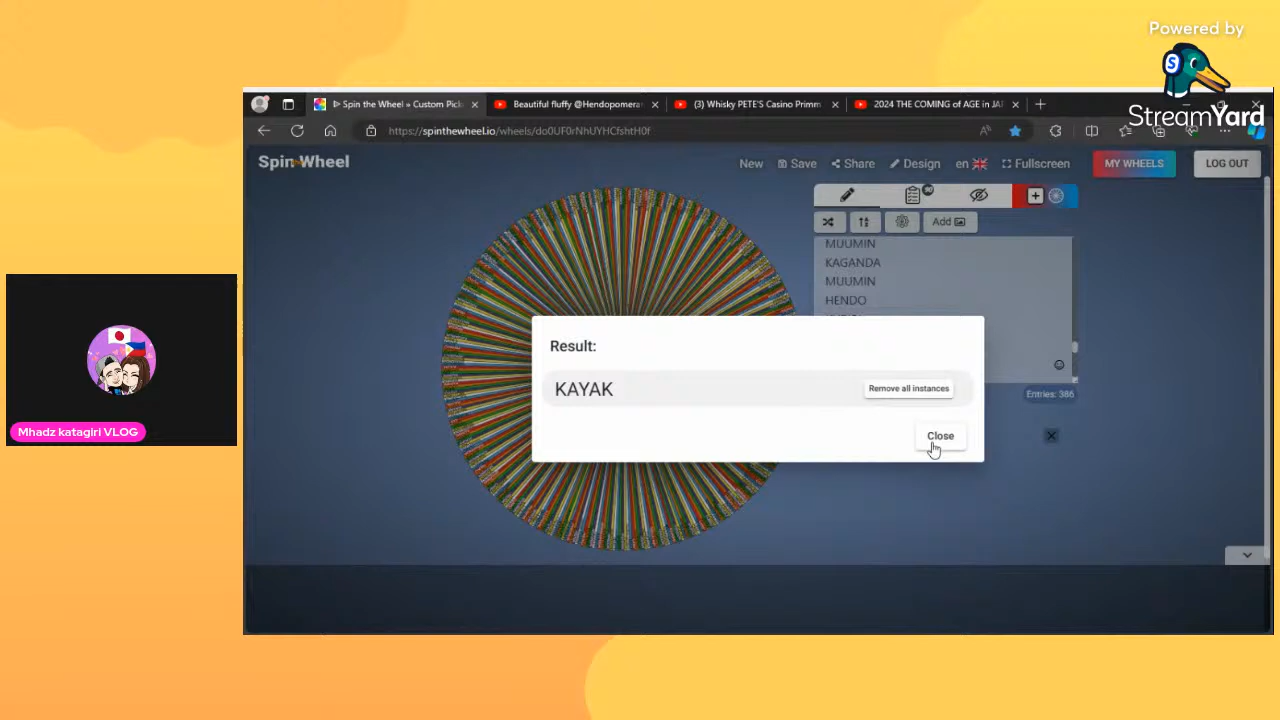 Powered by
StreamYard
Spin the Wheel » Custom Pick
Beautiful fluffy @Hendopomera
(3) Whisky PETE'S Casino Primm
2024 THE COMING of AGE in JA
https://spinthewheel.io/wheels/do0UF0rNhUYHCfshtH0f
Spin Wheel
New
Save
Share
Design
en
Fullscreen
MY WHEELS
LOG OUT
Add
MUUMIN
KAGANDA
MUUMIN
HENDO
Result:
KAYAK
Remove all instances
Close
Entries: 386
Mhadz katagiri VLOG